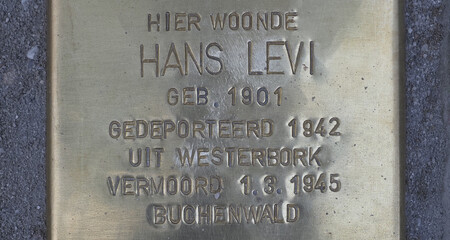 HIER WOONDE
HANS LEVI
GEB. 1901
GEDEPORTEERD 1942
UIT WESTERBORK
VERMOORD 1.3.1945
BUCHENWALD